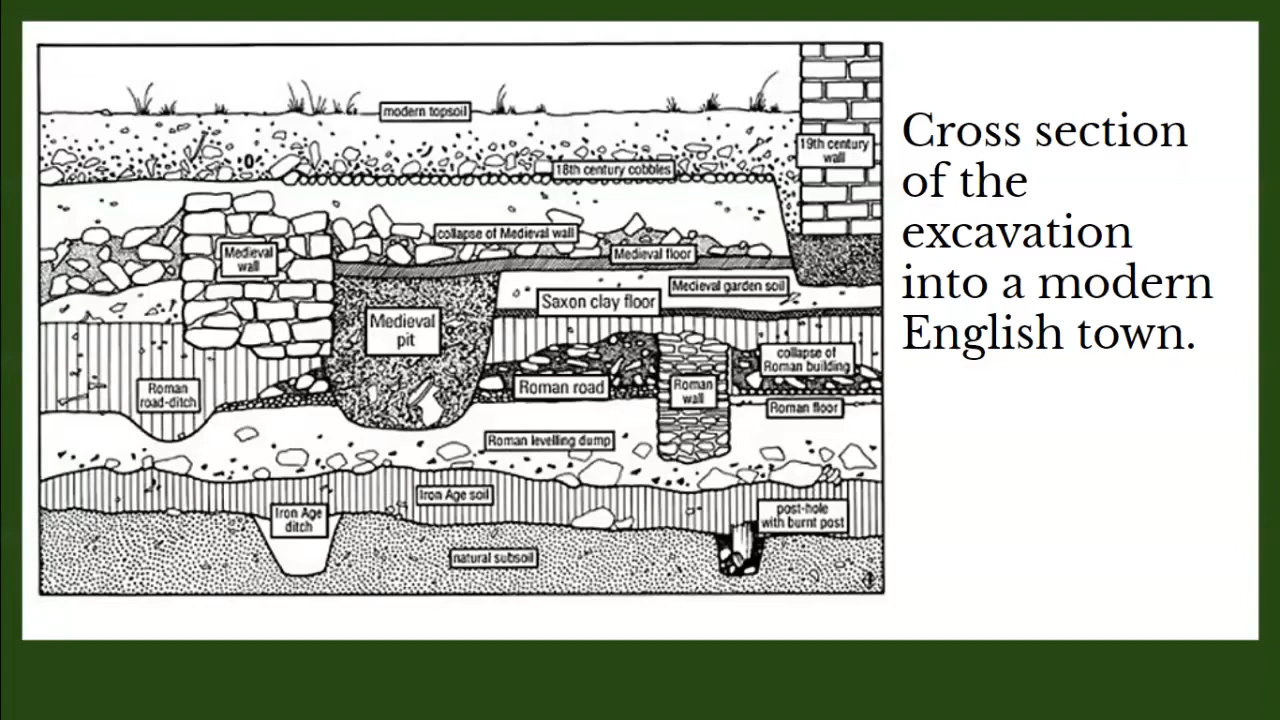 modern topsoil
19th century
wall
18th century cobbles
collapse of Medieval wall
Medieval
wall
Medieval floor
Medieval garden soil
Saxon clay floor
Medieval
pit
collapse of
Roman building
Roman
road-ditch
Roman road
Roman
wall
Roman floor
Roman levelling dump
Iron Age soil
Iron Age
ditch
post-hole
with burnt post
natural subsoil
Cross section
of the
excavation
into a modern
English town.